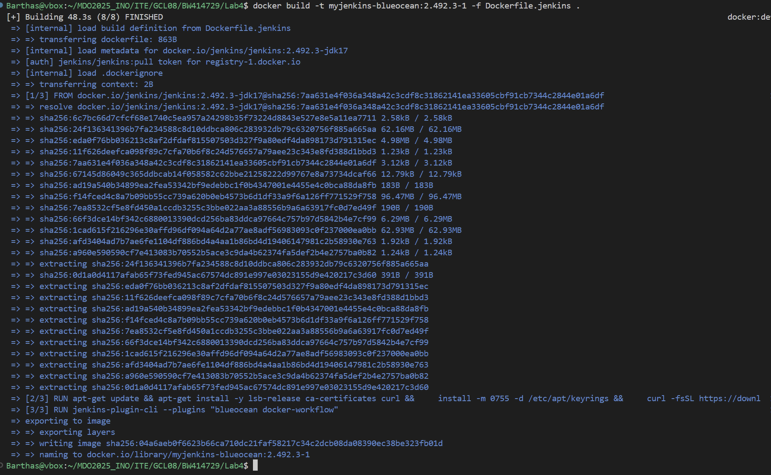 Barthas@vbox:~/MDO2025_INO/ITE/GCL08/BW414729/Lab4$ docker build -t myjenkins-blueocean:2.492.3-1 -f Dockerfile.jenkins .
[+] Building 48.3s (8/8) FINISHED docker:de
=> [internal] load build definition from Dockerfile.jenkins
=> => transferring dockerfile: 863B
=> [internal] load metadata for docker.io/jenkins/jenkins:2.492.3-jdk17
=> [auth] jenkins/jenkins:pull token for registry-1.docker.io
=> [internal] load .dockerignore
=> => transferring context: 2B
=> [1/3] FROM docker.io/jenkins/jenkins:2.492.3-jdk17@sha256:7aa631e4f036a348a42c3cdf8c31862141ea33605cbf91cb7344c2844e01a6df
=> => resolve docker.io/jenkins/jenkins:2.492.3-jdk17@sha256:7aa631e4f036a348a42c3cdf8c31862141ea33605cbf91cb7344c2844e01a6df
=> => sha256:6c7bc66d7cfcf68e1740c5ea957a24298b35f73224d8843e527e8e5a11ea7711 2.58kB / 2.58kB
=> => sha256:24f136341396b7fa234588c8d10ddbca806c283932db79c6320756f885a665aa 62.16MB / 62.16MB
=> => sha256:eda0f76bb036213c8af2dfdaf815507503d327f9a80edf4da898173d791315ec 4.98MB / 4.98MB
=> => sha256:11f626deefca098f89c7cfa70b6f8c24d576657a79aee23c343e8fd388d1bbd3 1.23kB / 1.23kB
=> => sha256:7aa631e4f036a348a42c3cdf8c31862141ea33605cbf91cb7344c2844e01a6df 3.12kB / 3.12kB
=> => sha256:67145d86049c365ddbcab14f058582c62bbe21258222d99767e8a73734dcaf66 12.79kB / 12.79kB
=> => sha256:ad19a540b34899ea2fea53342bf9edebbc1f0b4347001e4455e4c0bca88da8fb 183B / 183B
=> => sha256:f14fced4c8a7b09bb55cc739a620b0eb4573b6d1df33a9f6a126ff771529f758 96.47MB / 96.47MB
=> => sha256:7ea8532cf5e8fd450a1ccdb3255c3bbe022aa3a88556b9a6a63917fc0d7ed49f 190B / 190B
=> => sha256:66f3dce14bf342c6880013390dcd256ba83ddca97664c757b97d5842b4e7cf99 6.29MB / 6.29MB
=> => sha256:1cad615f216296e30affd96df094a64d2a77ae8adf56983093c0f237000ea0bb 62.93MB / 62.93MB
=> => sha256:afd3404ad7b7ae6fe1104df886bd4a4aa1b86bd4d19406147981c2b58930e763 1.92kB / 1.92kB
=> => sha256:a960e590590cf7e413083b70552b5ace3c9da4b62374fa5def2b4e2757ba0b82 1.24kB / 1.24kB
=> => extracting sha256:24f136341396b7fa234588c8d10ddbca806c283932db79c6320756f885a665aa
=> => sha256:0d1a0d4117afab65f73fed945ac67574dc891e997e03023155d9e420217c3d60 391B / 391B
=> => extracting sha256:eda0f76bb036213c8af2dfdaf815507503d327f9a80edf4da898173d791315ec
=> => extracting sha256:11f626deefca098f89c7cfa70b6f8c24d576657a79aee23c343e8fd388d1bbd3
=> => extracting sha256:ad19a540b34899ea2fea53342bf9edebbc1f0b4347001e4455e4c0bca88da8fb
=> => extracting sha256:f14fced4c8a7b09bb55cc739a620b0eb4573b6d1df33a9f6a126ff771529f758
=> => extracting sha256:7ea8532cf5e8fd450a1ccdb3255c3bbe022aa3a88556b9a6a63917fc0d7ed49f
=> => extracting sha256:66f3dce14bf342c6880013390dcd256ba83ddca97664c757b97d5842b4e7cf99
=> => extracting sha256:1cad615f216296e30affd96df094a64d2a77ae8adf56983093c0f237000ea0bb
=> => extracting sha256:afd3404ad7b7ae6fe1104df886bd4a4aa1b86bd4d19406147981c2b58930e763
=> => extracting sha256:a960e590590cf7e413083b70552b5ace3c9da4b62374fa5def2b4e2757ba0b82
=> => extracting sha256:0d1a0d4117afab65f73fed945ac67574dc891e997e03023155d9e420217c3d60
=> [2/3] RUN apt-get update && apt-get install -y lsb-release ca-certificates curl && install -m 0755 -d /etc/apt/keyrings && curl -fsSL https://downl
=> [3/3] RUN jenkins-plugin-cli --plugins "blueocean docker-workflow"
=> exporting to image
=> => exporting layers
=> => writing image sha256:04a6aeb0f6623b66ca710dc21faf58217c34c2dcb08da08390ec38be323fb01d
=> => naming to docker.io/library/myjenkins-blueocean:2.492.3-1
Barthas@vbox:~/MDO2025_INO/ITE/GCL08/BW414729/Lab4$